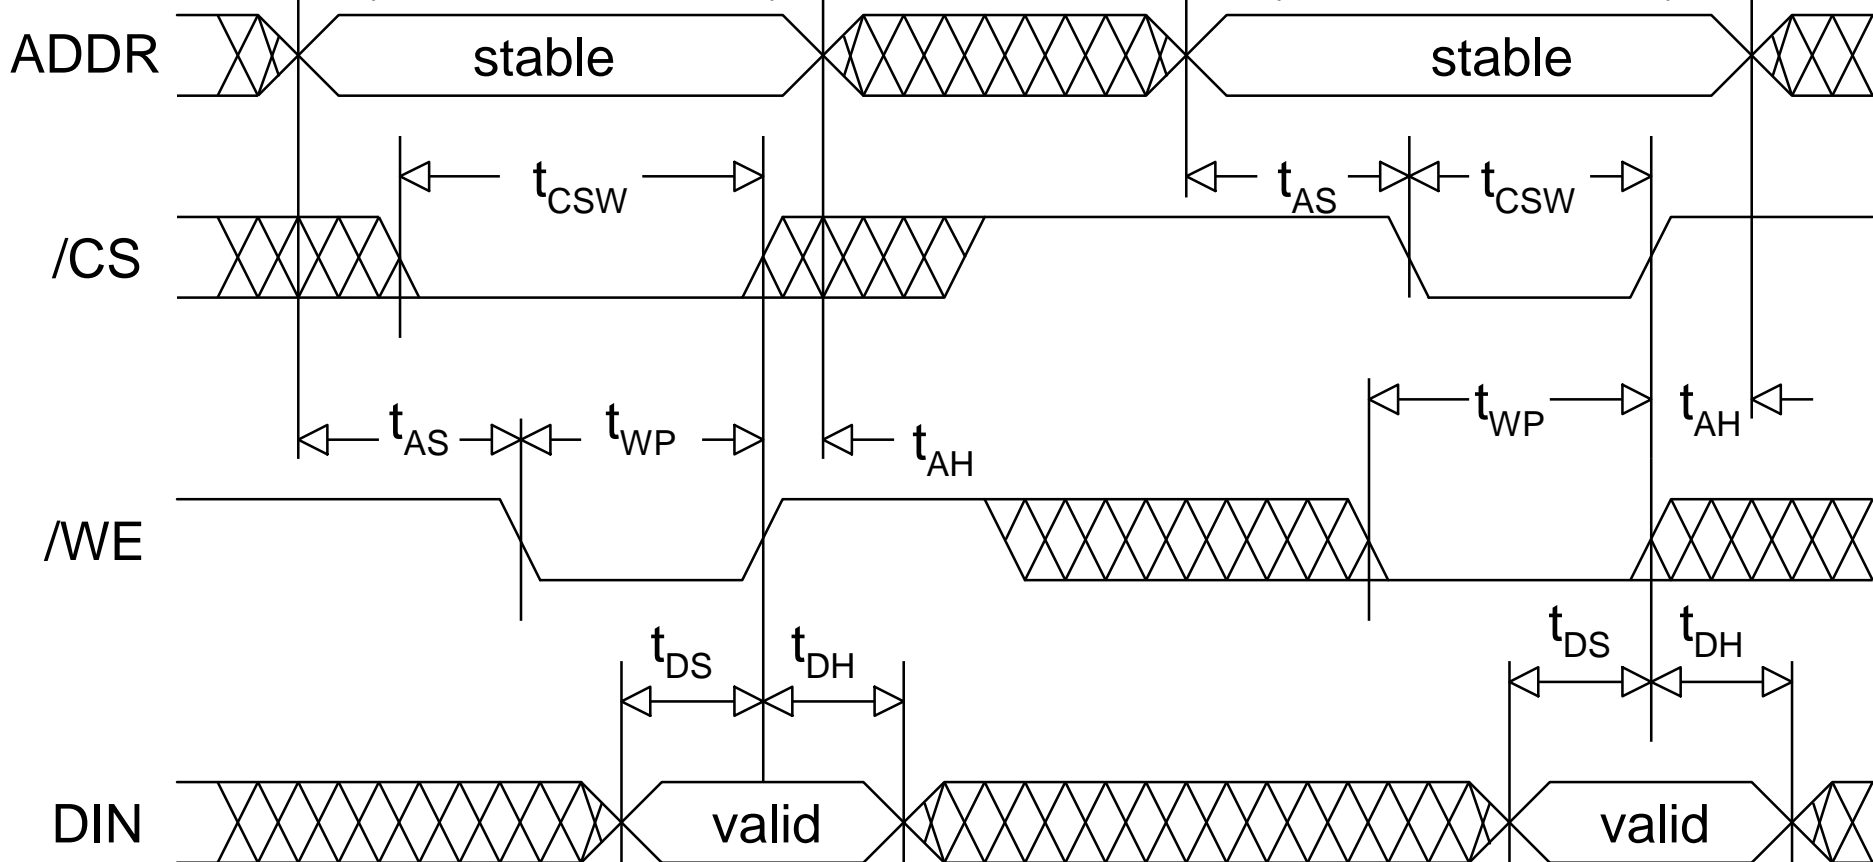 ADDR stable stable
tCSW tAS tCSW
/CS
tAS tWP tAH tWP tAH
/WE
tDS tDH tDS tDH
DIN valid valid